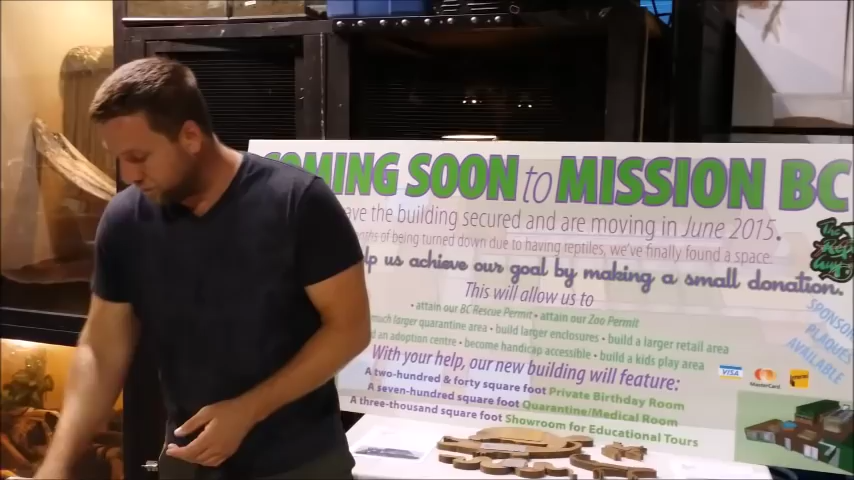 COMING SOON to MISSION BC
have the building secured and are moving in June 2015.
of being turned down due to having reptiles, we've finally found a space.
us achieve our goal by making a small donation.
This will allow us to
• attain our BC Rescue Permit • attain our Zoo Permit
much larger quarantine area • build larger enclosures • build a larger retail area
adoption centre • become handicap accessible • build a kids play area
With your help, our new building will feature;
A two-hundred & forty square foot Private Birthday Room
A seven-hundred square foot Quarantine/Medical Room
A three-thousand square foot Showroom for Educational Tours
Sponsor
PLAQUES
AVAILABLE
VISA
MasterCard